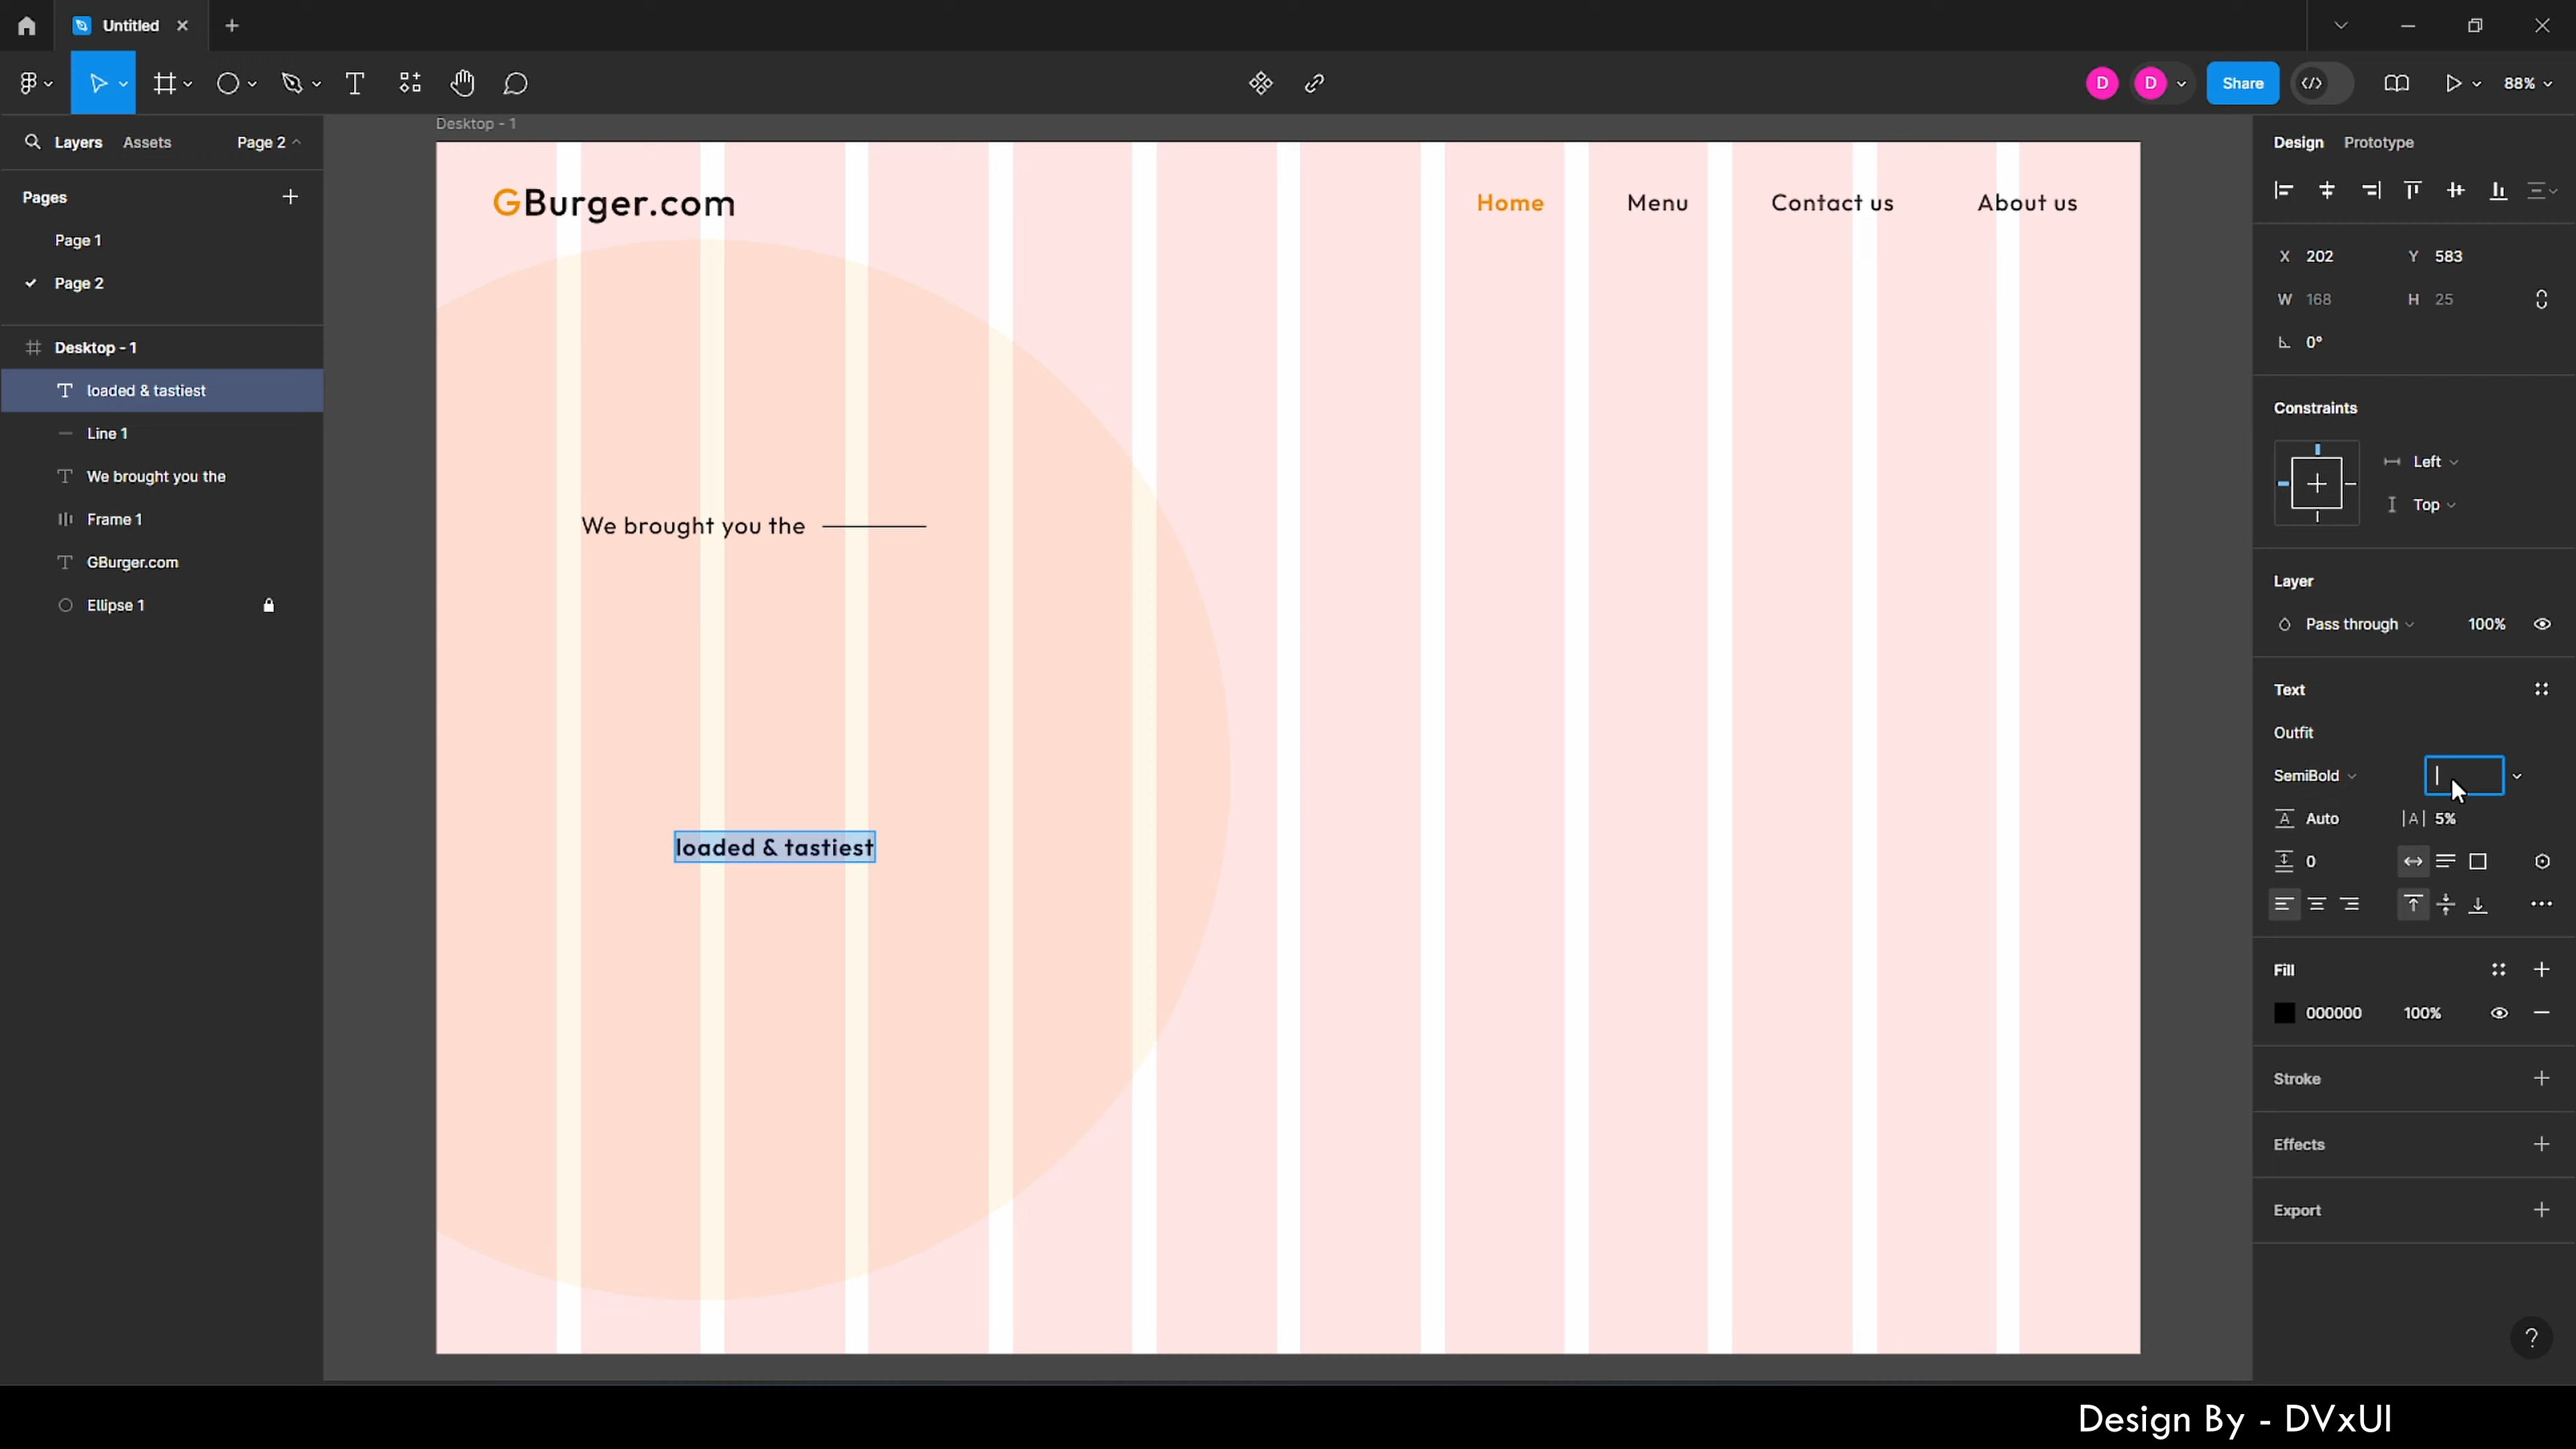 Untitled
D
D
Share
88%
Layers
Assets
Page 2
Pages
Page 1
Page 2
Desktop - 1
loaded & tastiest
Line 1
We brought you the
Frame 1
GBurger.com
Ellipse 1
Desktop - 1
GBurger.com
Home
Menu
Contact us
About us
We brought you the
loaded & tastiest
Design
Prototype
X 202
Y 583
W 168
H 25
0°
Constraints
Left
Top
Layer
Pass through
100%
Text
Outfit
SemiBold
Auto
|A| 5%
0
Fill
000000
100%
Stroke
Effects
Export
?
Design By - DVxUI